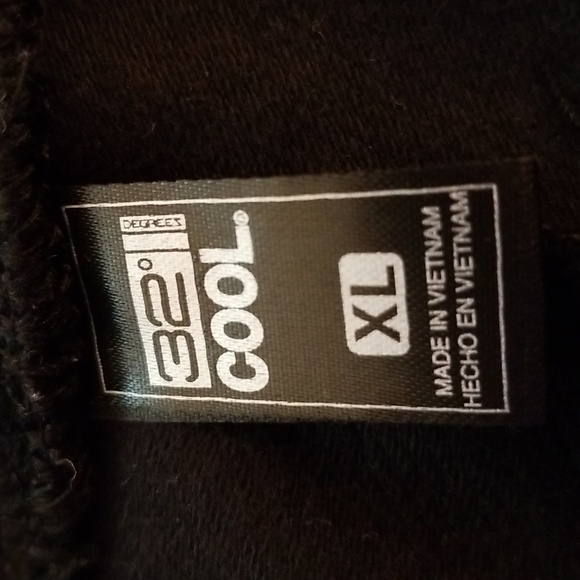 32°
DEGREES
COOL®
XL
MADE IN VIETNAM
HECHO EN VIETNAM